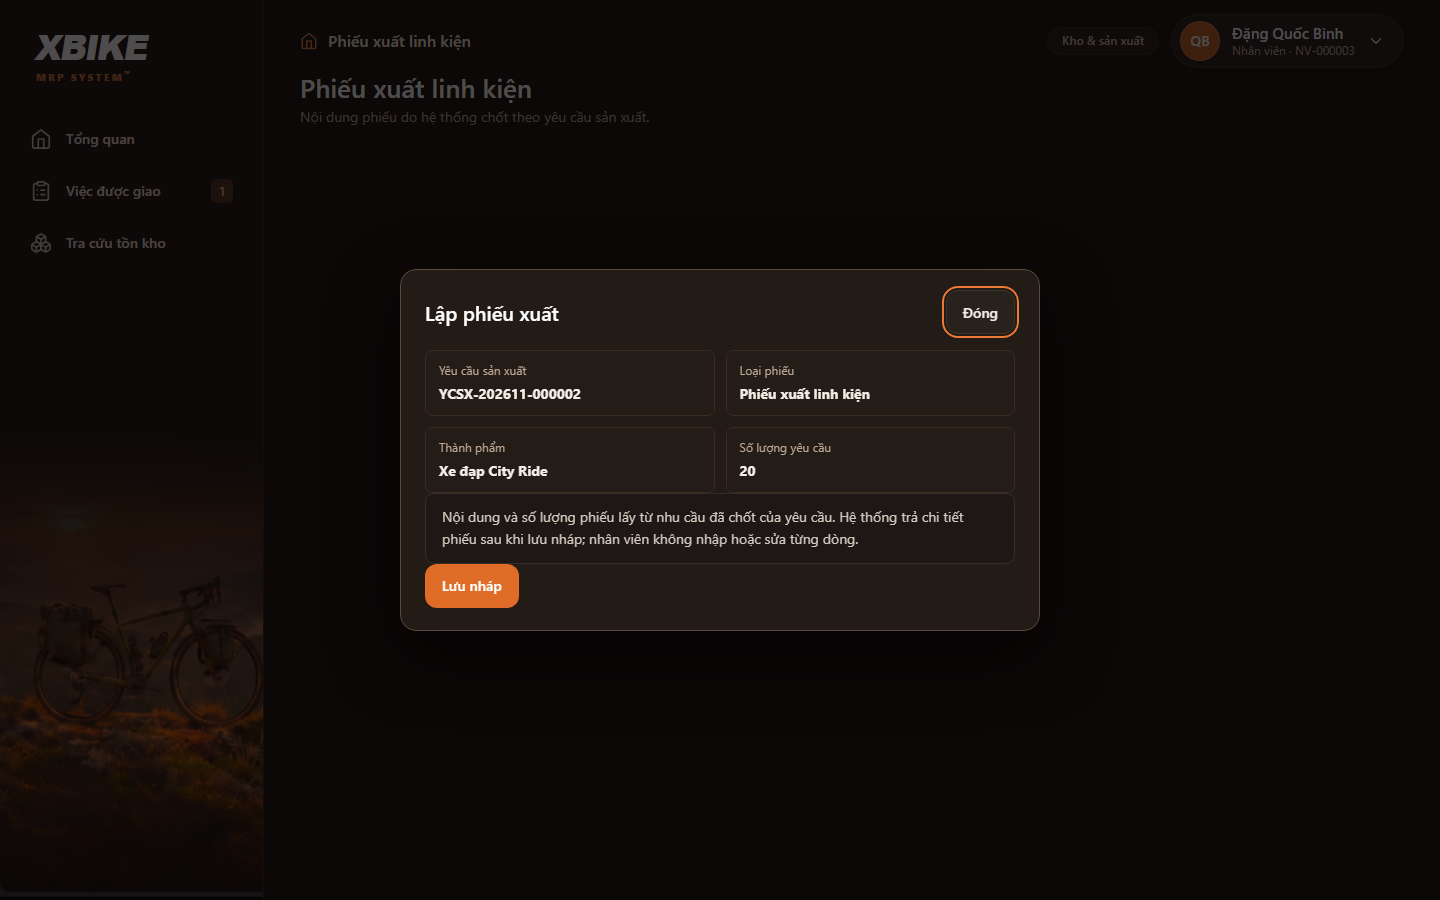 XBIKE
MRP SYSTEM™
Tổng quan
Việc được giao
1
Tra cứu tồn kho
Phiếu xuất linh kiện
Kho & sản xuất
QB
Đặng Quốc Bình
Nhân viên · NV-000003
Phiếu xuất linh kiện
Nội dung phiếu do hệ thống chốt theo yêu cầu sản xuất.
Lập phiếu xuất
Đóng
Yêu cầu sản xuất
YCSX-202611-000002
Loại phiếu
Phiếu xuất linh kiện
Thành phẩm
Xe đạp City Ride
Số lượng yêu cầu
20
Nội dung và số lượng phiếu lấy từ nhu cầu đã chốt của yêu cầu. Hệ thống trả chi tiết
phiếu sau khi lưu nháp; nhân viên không nhập hoặc sửa từng dòng.
Lưu nháp